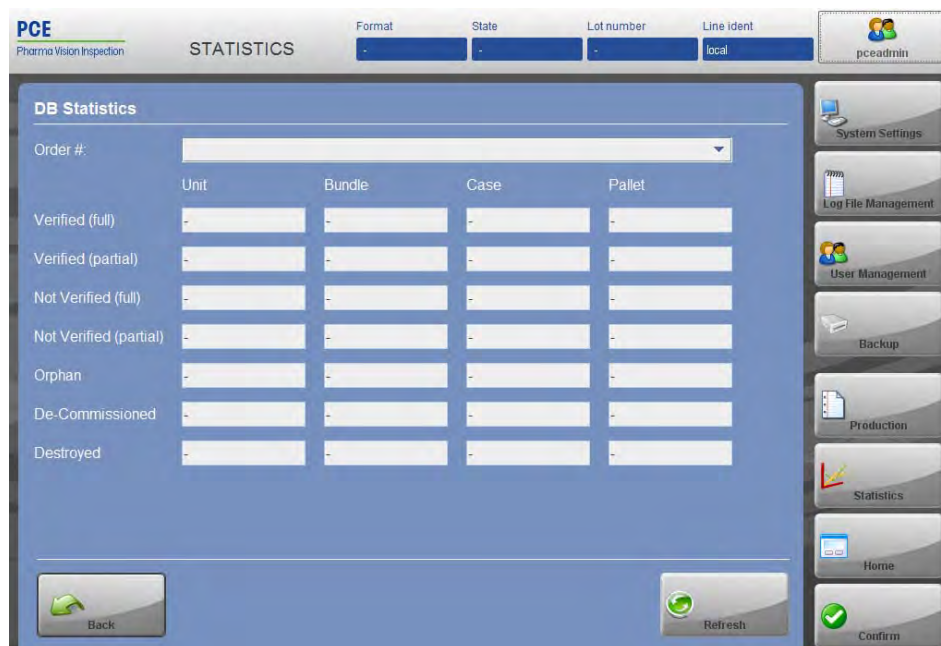 PCE
Pharma Vision Inspection
STATISTICS
Format
State
Lot number
Line ident
-
-
-
local
pceadmin
DB Statistics
Order #:
Unit Bundle Case Pallet
Verified (full) - - - -
Verified (partial) - - - -
Not Verified (full) - - - -
Not Verified (partial) - - - -
Orphan - - - -
De-Commissioned - - - -
Destroyed - - - -
Back
Refresh
System Settings
Log File Management
User Management
Backup
Production
Statistics
Home
Confirm